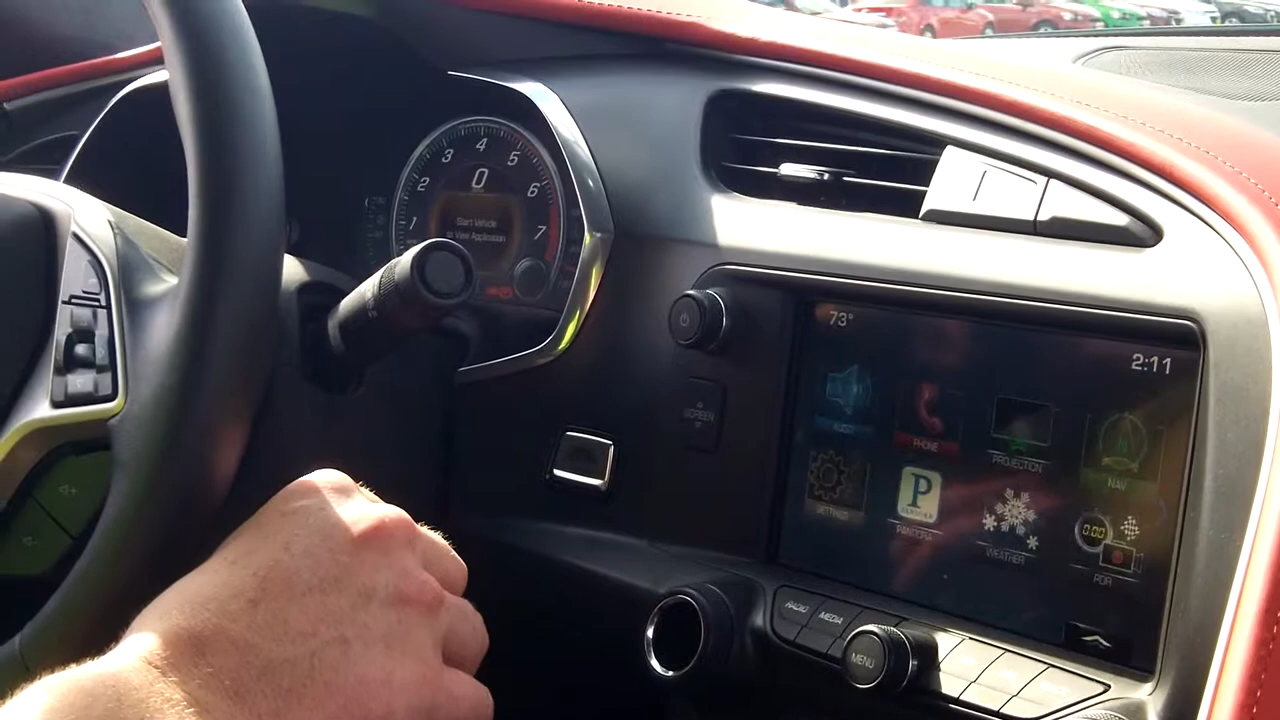 1
2
3
4
5
6
7
0
Start Vehicle
to View Application
SCREEN
73°
2:11
AUDIO
PHONE
PROJECTION
NAV
SETTINGS
P
PANDORA
PANDORA
WEATHER
0:00
PDR
RADIO
MEDIA
MENU